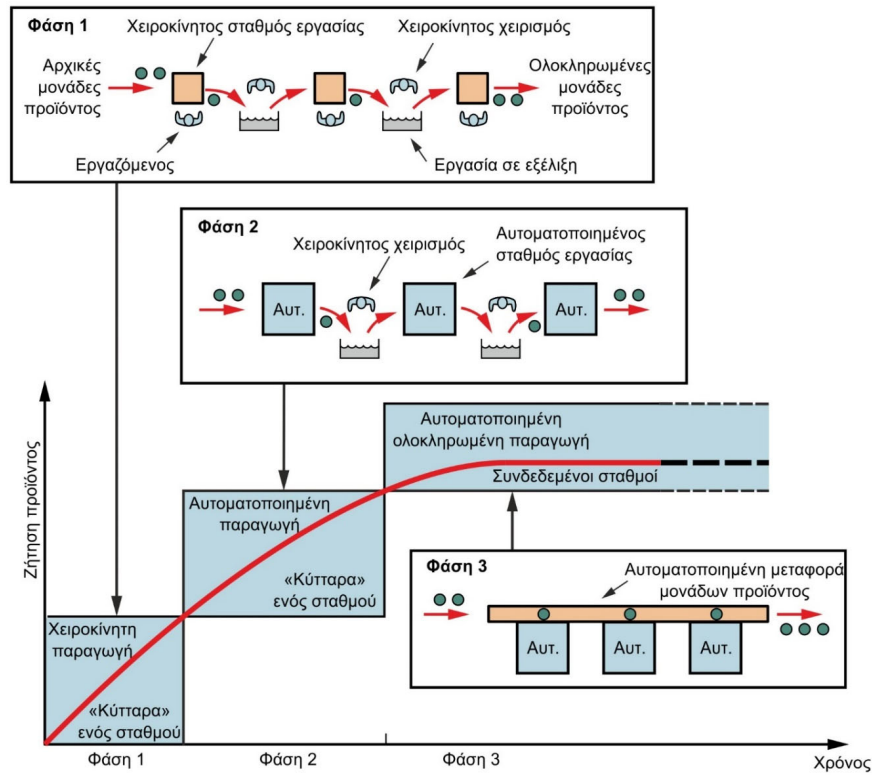 Φάση 1
Χειροκίνητος σταθμός εργασίας
Χειροκίνητος χειρισμός
Αρχικές
μονάδες
προϊόντος
Ολοκληρωμένες
μονάδες
προϊόντος
Εργαζόμενος
Εργασία σε εξέλιξη
Φάση 2
Χειροκίνητος χειρισμός
Αυτοματοποιημένος
σταθμός εργασίας
Αυτ.
Αυτ.
Αυτ.
Ζήτηση προϊόντος
Αυτοματοποιημένη
ολοκληρωμένη παραγωγή
Συνδεδεμένοι σταθμοί
Αυτοματοποιημένη
παραγωγή
«Κύτταρα»
ενός σταθμού
Φάση 3
Αυτοματοποιημένη μεταφορά
μονάδων προϊόντος
Αυτ.
Αυτ.
Αυτ.
Χειροκίνητη
παραγωγή
«Κύτταρα»
ενός σταθμού
Φάση 1
Φάση 2
Φάση 3
Χρόνος